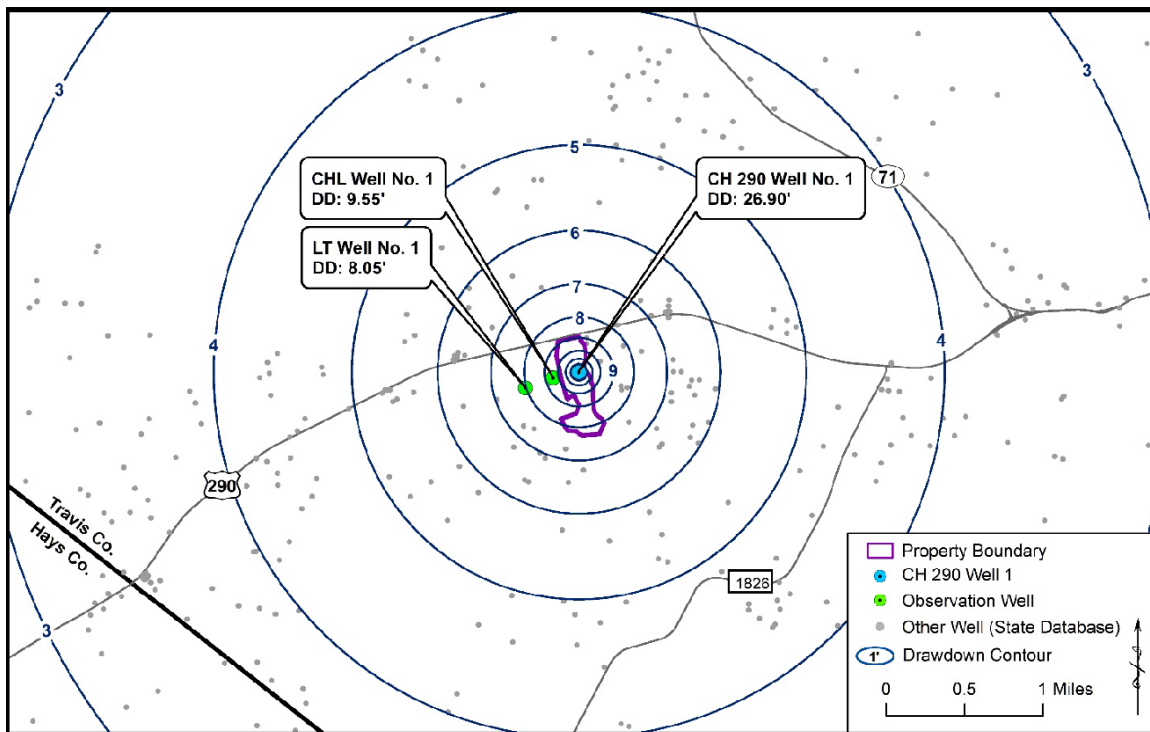 3
3
5
71
CHL Well No. 1
DD: 9.55'
CH 290 Well No. 1
DD: 26.90'
6
LT Well No. 1
DD: 8.05'
7
8
4
4
9
290
Travis Co.
Hays Co.
1826
3
Property Boundary
CH 290 Well 1
Observation Well
Other Well (State Database)
1' Drawdown Contour
0 0.5 1 Miles